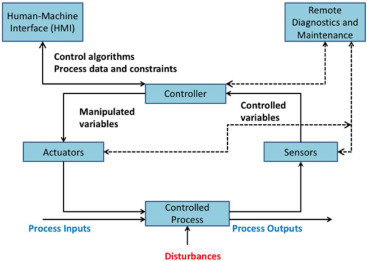 Human-Machine
Interface (HMI)
Remote
Diagnostics and
Maintenance
Control algorithms
Process data and constraints
Controller
Manipulated
variables
Controlled
variables
Actuators
Sensors
Controlled
Process
Process Inputs
Process Outputs
Disturbances